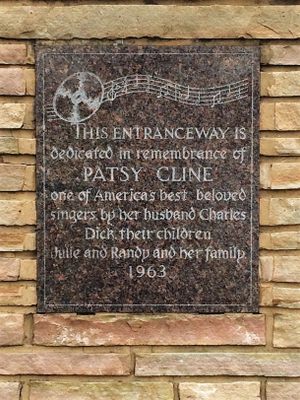 THIS ENTRANCEWAY IS
dedicated in remembrance of
PATSY CLINE
one of America's best beloved
singers by her husband Charles
Dick, their children
Julie and Randy and her family
1963